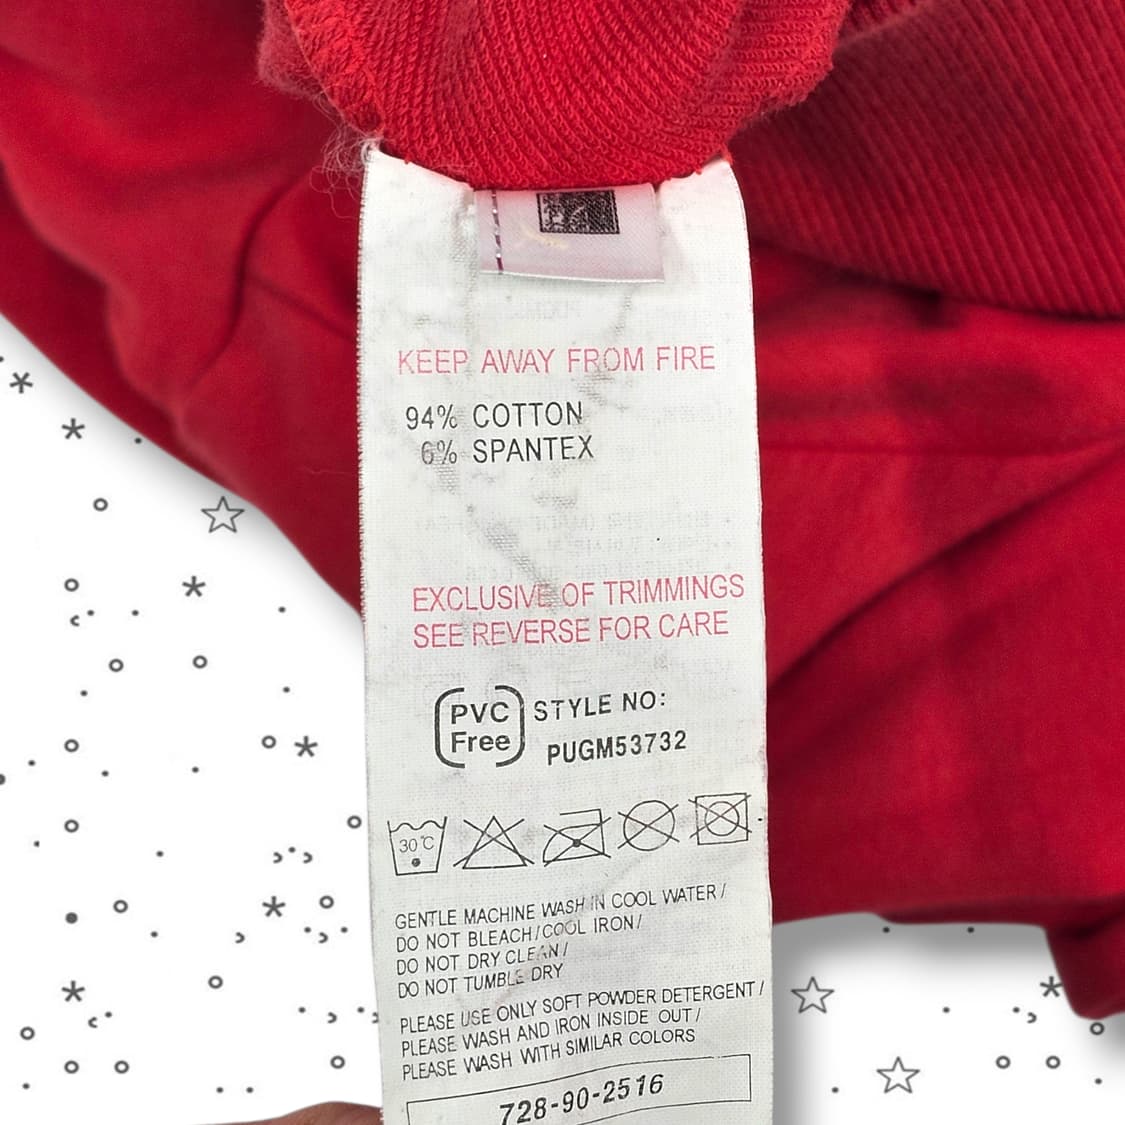 KEEP AWAY FROM FIRE
94% COTTON
6% SPANTEX
EXCLUSIVE OF TRIMMINGS
SEE REVERSE FOR CARE
PVC Free
STYLE NO:
PUGM53732
30℃
GENTLE MACHINE WASH IN COOL WATER /
DO NOT BLEACH / COOL IRON /
DO NOT DRY CLEAN /
DO NOT TUMBLE DRY
PLEASE USE ONLY SOFT POWDER DETERGENT /
PLEASE WASH AND IRON INSIDE OUT /
PLEASE WASH WITH SIMILAR COLORS
728-90-2516